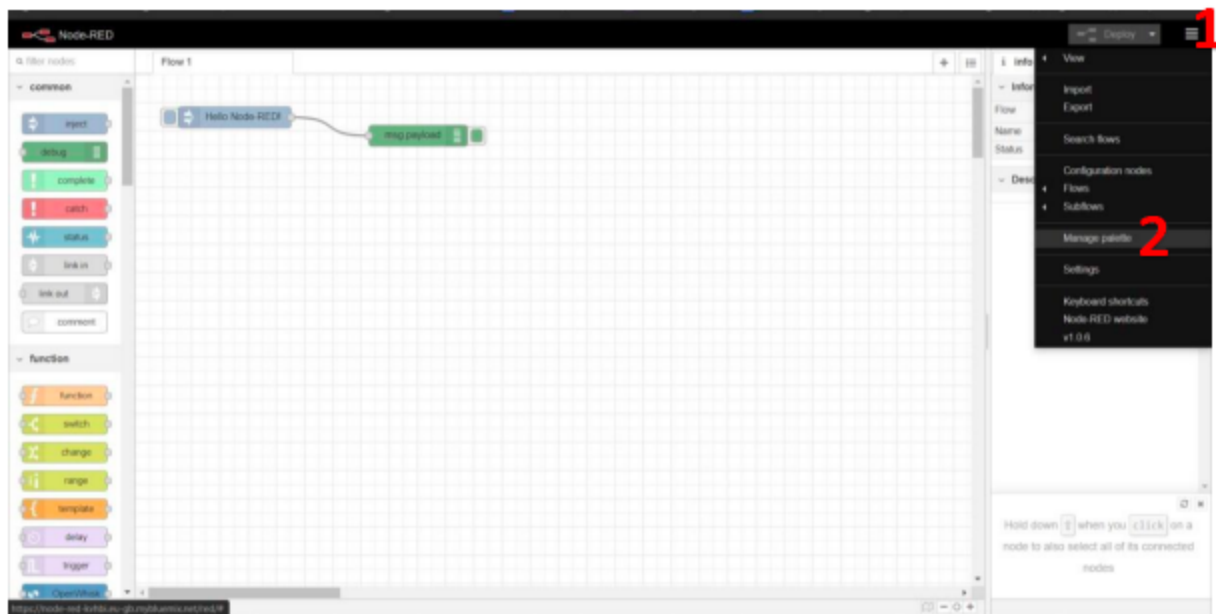 Node-RED
Deploy
1
filter nodes
Flow 1
info
View
common
Infor
Import
Flow
Export
inject
Hello Node-RED!
Name
msg.payload
Status
Search flows
debug
complete
Desc
Configuration nodes
Flows
catch
Subflows
status
Manage palette
2
link in
Settings
link out
Keyboard shortcuts
comment
Node-RED website
v1.0.6
function
function
switch
change
range
template
Hold down when you click on a
delay
node to also select all of its connected
trigger
nodes
OpenWhisk